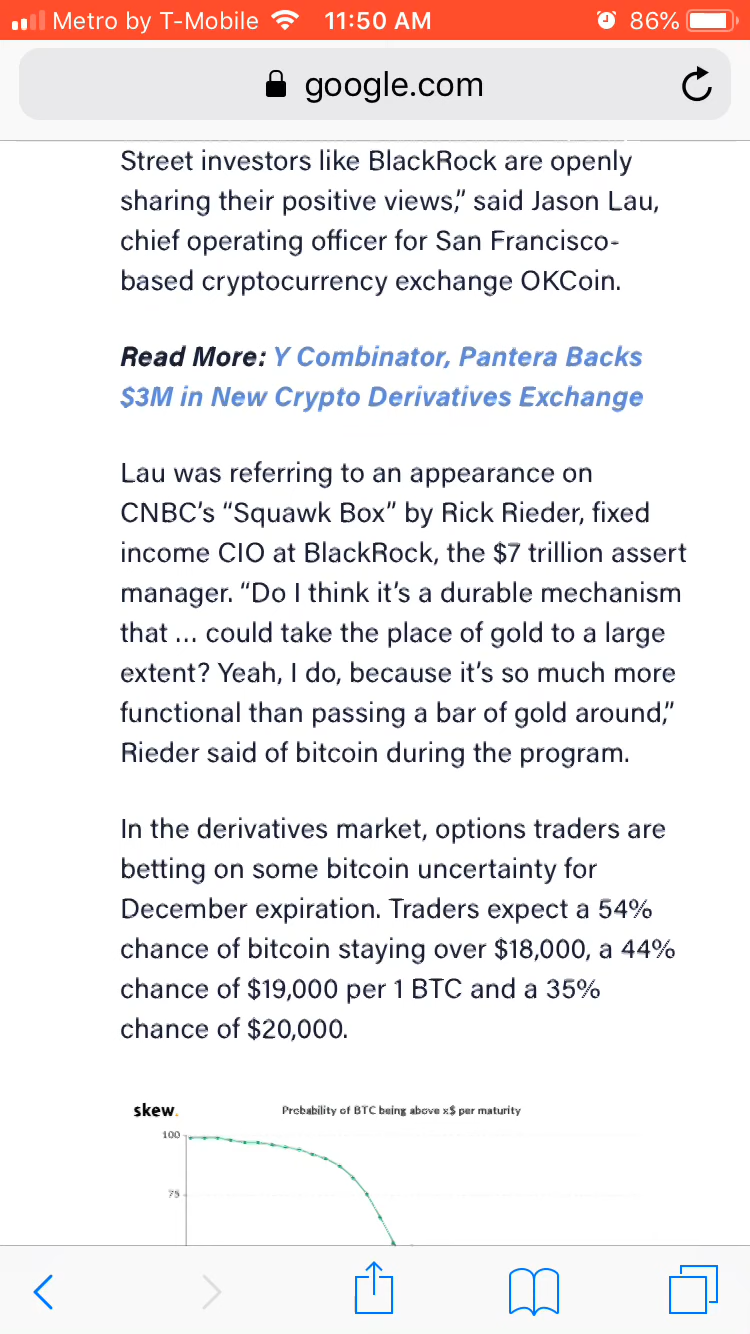 Metro by T-Mobile 11:50 AM 86%
google.com
Street investors like BlackRock are openly
sharing their positive views,” said Jason Lau,
chief operating officer for San Francisco-
based cryptocurrency exchange OKCoin.
Read More: Y Combinator, Pantera Backs
$3M in New Crypto Derivatives Exchange
Lau was referring to an appearance on
CNBC’s “Squawk Box” by Rick Rieder, fixed
income CIO at BlackRock, the $7 trillion assert
manager. “Do I think it’s a durable mechanism
that ... could take the place of gold to a large
extent? Yeah, I do, because it’s so much more
functional than passing a bar of gold around,”
Rieder said of bitcoin during the program.
In the derivatives market, options traders are
betting on some bitcoin uncertainty for
December expiration. Traders expect a 54%
chance of bitcoin staying over $18,000, a 44%
chance of $19,000 per 1 BTC and a 35%
chance of $20,000.
skew. Probability of BTC being above x$ per maturity
100
75